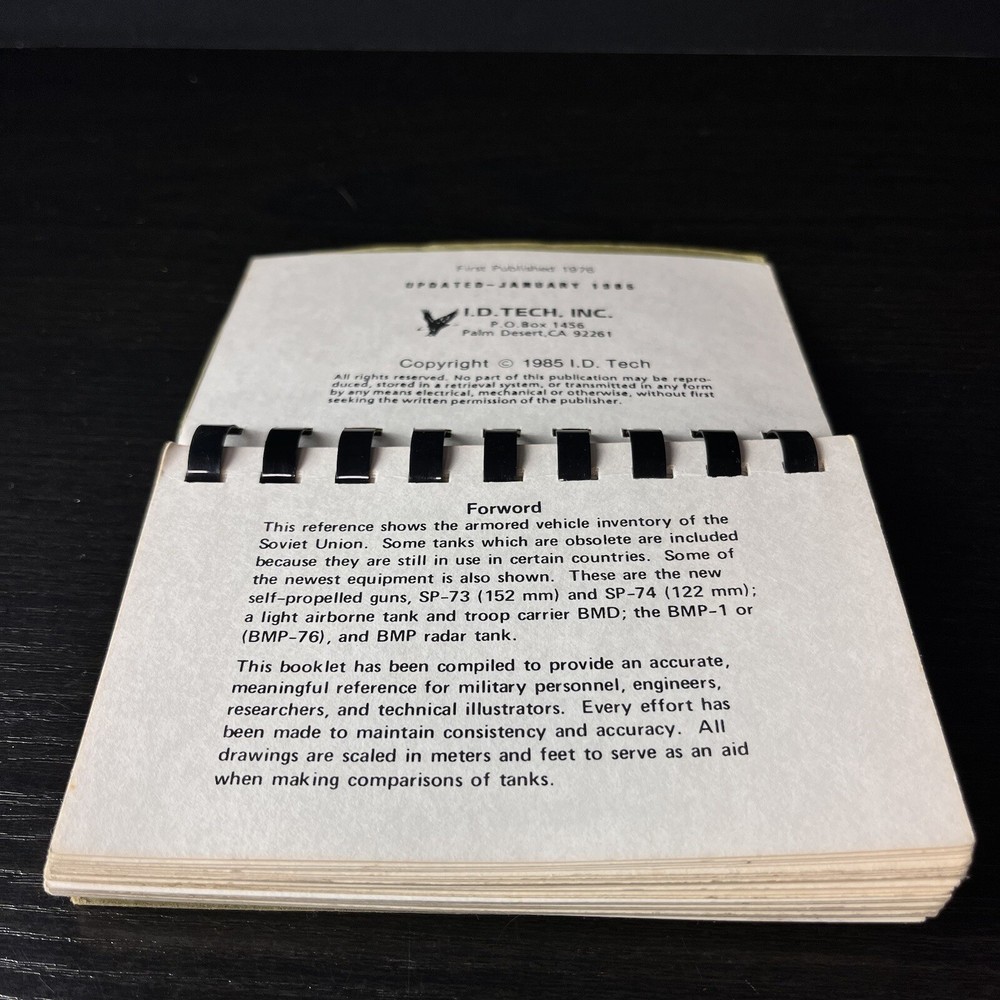 First Published 1976
UPDATED-JANUARY 1985
I.D.TECH, INC.
P.O.Box 1456
Palm Desert,CA 92261
Copyright © 1985 I.D. Tech
All rights reserved. No part of this publication may be repro-
duced, stored in a retrieval system, or transmitted in any form
by any means electrical, mechanical or otherwise, without first
seeking the written permission of the publisher.
Forword
This reference shows the armored vehicle inventory of the
Soviet Union. Some tanks which are obsolete are included
because they are still in use in certain countries. Some of
the newest equipment is also shown. These are the new
self-propelled guns, SP-73 (152 mm) and SP-74 (122 mm);
a light airborne tank and troop carrier BMD; the BMP-1 or
(BMP-76), and BMP radar tank.
This booklet has been compiled to provide an accurate,
meaningful reference for military personnel, engineers,
researchers, and technical illustrators. Every effort has
been made to maintain consistency and accuracy. All
drawings are scaled in meters and feet to serve as an aid
when making comparisons of tanks.